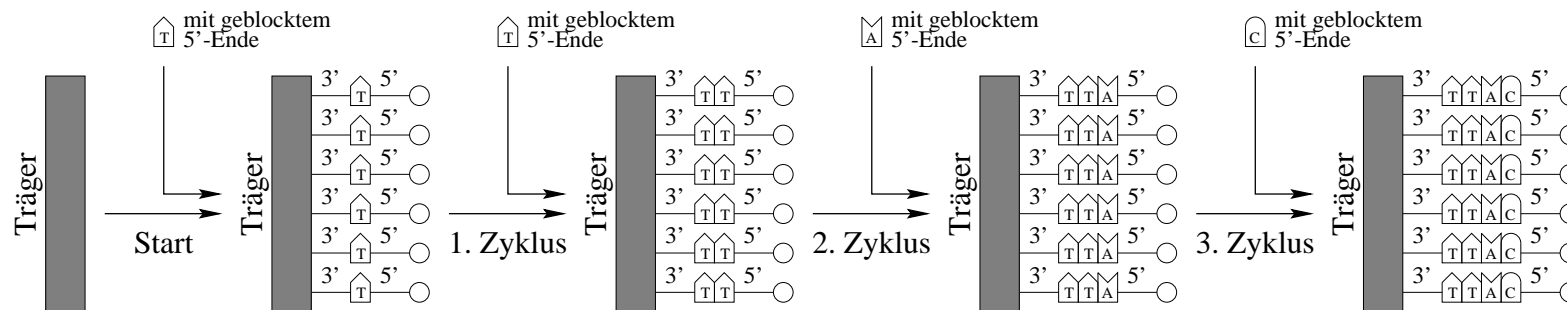 mit geblocktem
T 5’-Ende
mit geblocktem
T 5’-Ende
mit geblocktem
A 5’-Ende
mit geblocktem
C 5’-Ende
Träger
Start
Träger
3’ T 5’
3’ T 5’
3’ T 5’
3’ T 5’
3’ T 5’
3’ T 5’
1. Zyklus
Träger
3’ T T 5’
3’ T T 5’
3’ T T 5’
3’ T T 5’
3’ T T 5’
3’ T T 5’
2. Zyklus
Träger
3’ T T A 5’
3’ T T A 5’
3’ T T A 5’
3’ T T A 5’
3’ T T A 5’
3’ T T A 5’
3. Zyklus
Träger
3’ T T A C 5’
3’ T T A C 5’
3’ T T A C 5’
3’ T T A C 5’
3’ T T A C 5’
3’ T T A C 5’